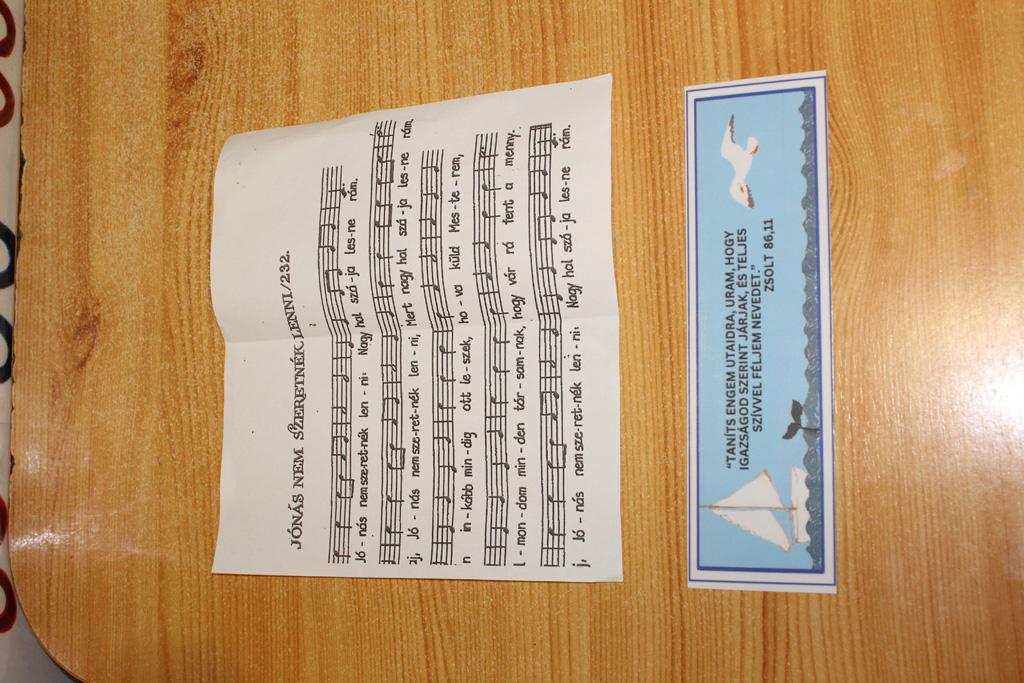 JÓNÁS NEM SZERETNÉK LENNI/232.
Jó - nás nem sze-ret-nék len - ni: Nagy hal szá - ja les-ne rám.
aj, Jó - nás nem sze-ret-nék len - ni, Mert nagy hal szá - ja les-ne rám,
n in - kább min - dig ott le - szek, ho - va küld Mes - te - rem,
l - mon - dom min - den tár - sam - nak, hogy vár rá fent a menny.
j, Jó - nás nem sze-ret-nék len - ni: Nagy hal szá - ja les-ne rám.
"TANÍTS ENGEM UTAIDRA, URAM, HOGY
IGAZSÁGOD SZERINT JÁRJAK, ÉS TELJES
SZÍVVEL FÉLJEM NEVEDET."
ZSOLT 86,11